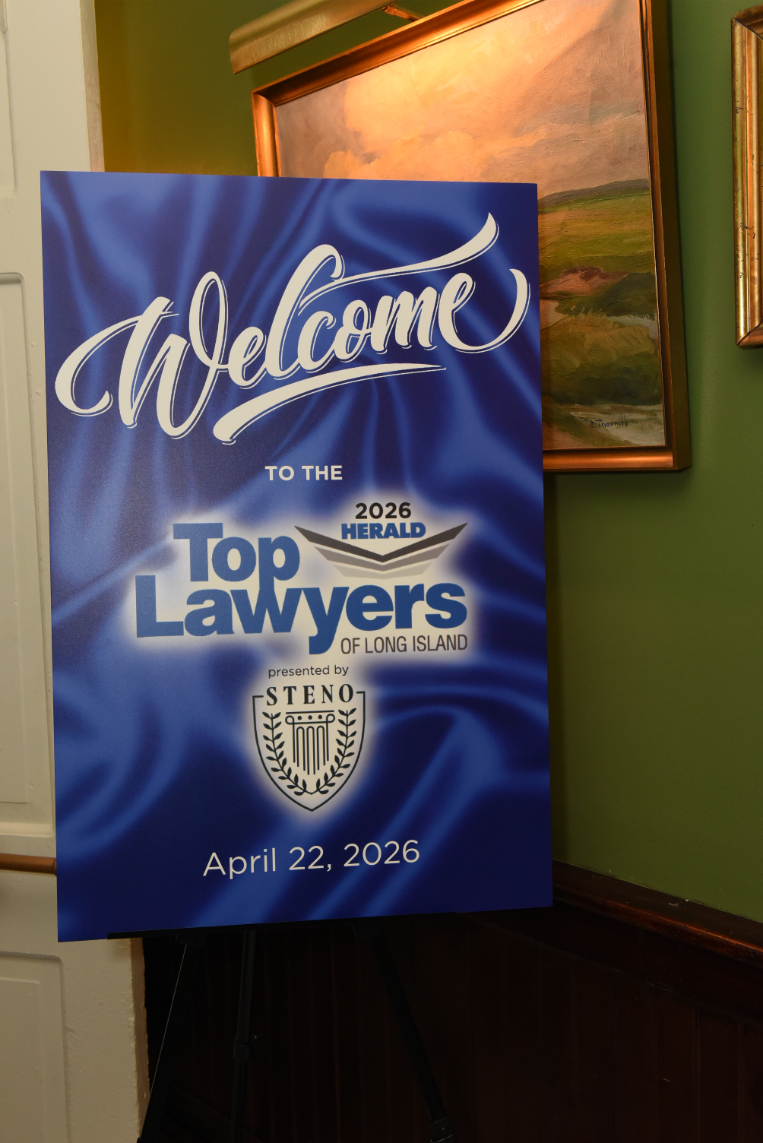 Welcome
TO THE
2026
HERALD
Top
Lawyers
OF LONG ISLAND
presented by
STENO
April 22, 2026